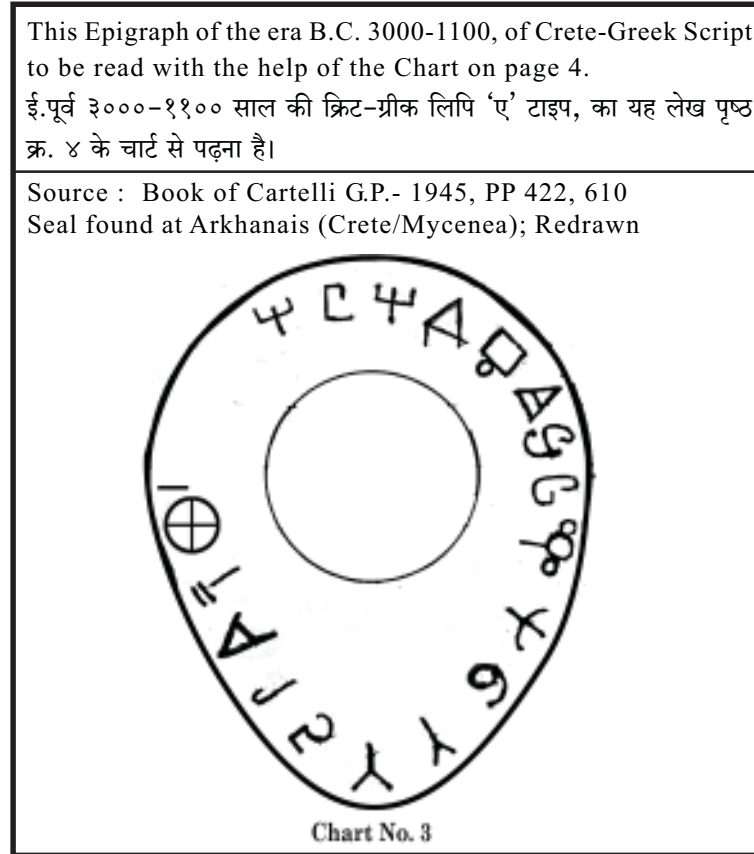 This Epigraph of the era B.C. 3000-1100, of Crete-Greek Script
to be read with the help of the Chart on page 4.
ई.पूर्व ३०००-११०० साल की क्रिट-ग्रीक लिपि ‘ए’ टाइप, का यह लेख पृष्ठ
क्र. ४ के चार्ट से पढ़ना है।
Source : Book of Cartelli G.P.- 1945, PP 422, 610
Seal found at Arkhanais (Crete/Mycenea); Redrawn
Chart No. 3